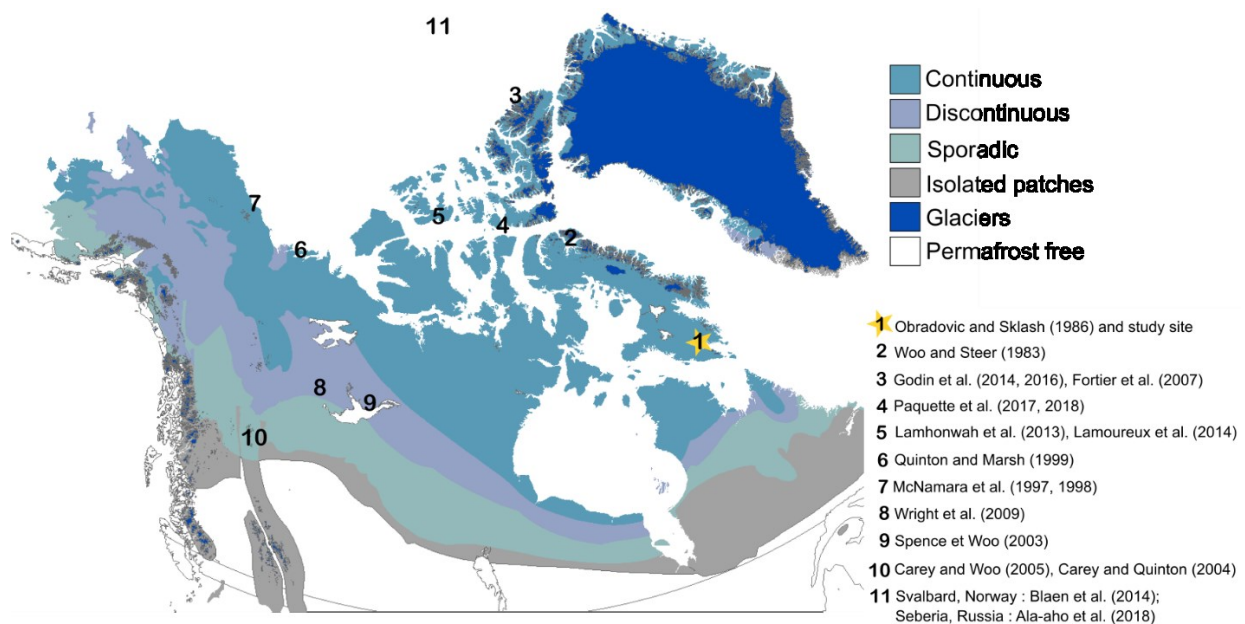 11
3
7
5
4
6
2
1
8
9
10
Continuous
Discontinuous
Sporadic
Isolated patches
Glaciers
Permafrost free
1 Obradovic and Sklash (1986) and study site
2 Woo and Steer (1983)
3 Godin et al. (2014, 2016), Fortier et al. (2007)
4 Paquette et al. (2017, 2018)
5 Lamhonwah et al. (2013), Lamoureux et al. (2014)
6 Quinton and Marsh (1999)
7 McNamara et al. (1997, 1998)
8 Wright et al. (2009)
9 Spence et Woo (2003)
10 Carey and Woo (2005), Carey and Quinton (2004)
11 Svalbard, Norway : Blaen et al. (2014);
Seberia, Russia : Ala-aho et al. (2018)